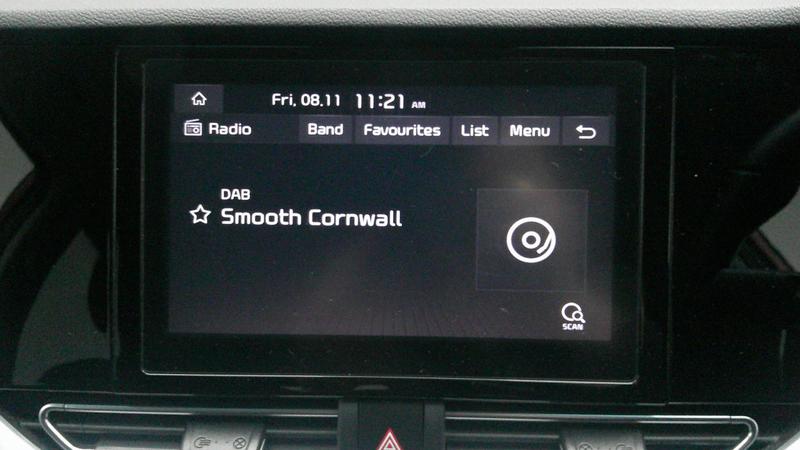 Fri, 08.11 11:21 AM
Radio Band Favourites List Menu
DAB
Smooth Cornwall
SCAN